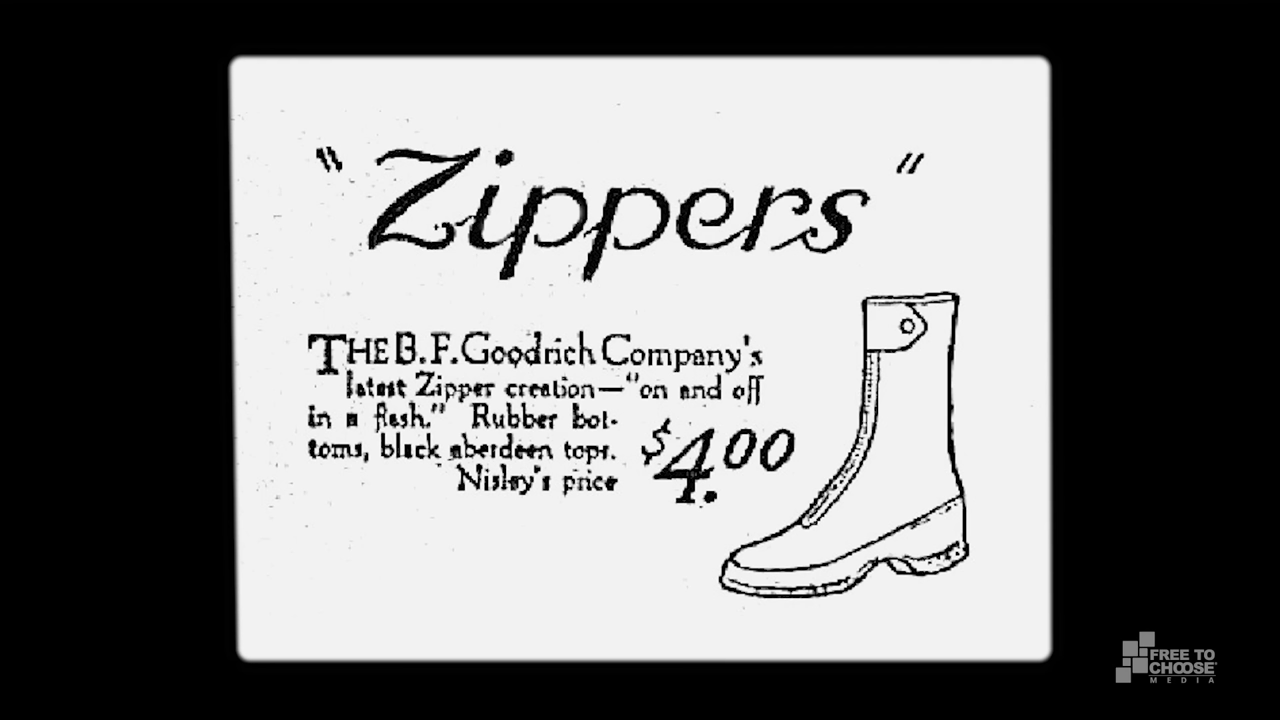 "Zippers"
THE B. F. Goodrich Company's
latest Zipper creation—"on and off
in a flash." Rubber bot-
toms, black aberdeen tops.
Nisley's price
$4.00
FREE TO
CHOOSE
MEDIA